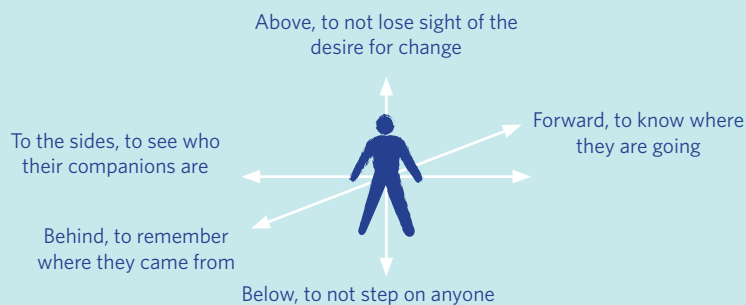 Above, to not lose sight of the
desire for change
Forward, to know where
they are going
To the sides, to see who
their companions are
Behind, to remember
where they came from
Below, to not step on anyone